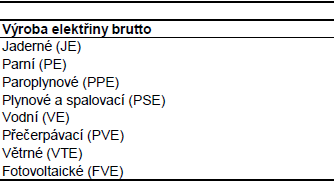 Výroba elektřiny brutto
Jaderné (JE)
Parní (PE)
Paroplynové (PPE)
Plynové a spalovací (PSE)
Vodní (VE)
Přečerpávací (PVE)
Větrné (VTE)
Fotovoltaické (FVE)